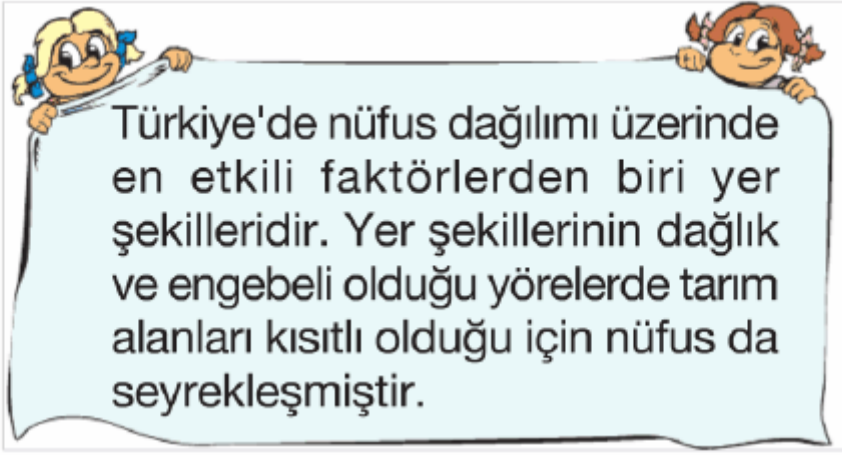 Türkiye'de nüfus dağılımı üzerinde
en etkili faktörlerden biri yer
şekilleridir. Yer şekillerinin dağlık
ve engebeli olduğu yörelerde tarım
alanları kısıtlı olduğu için nüfus da
seyrekleşmiştir.